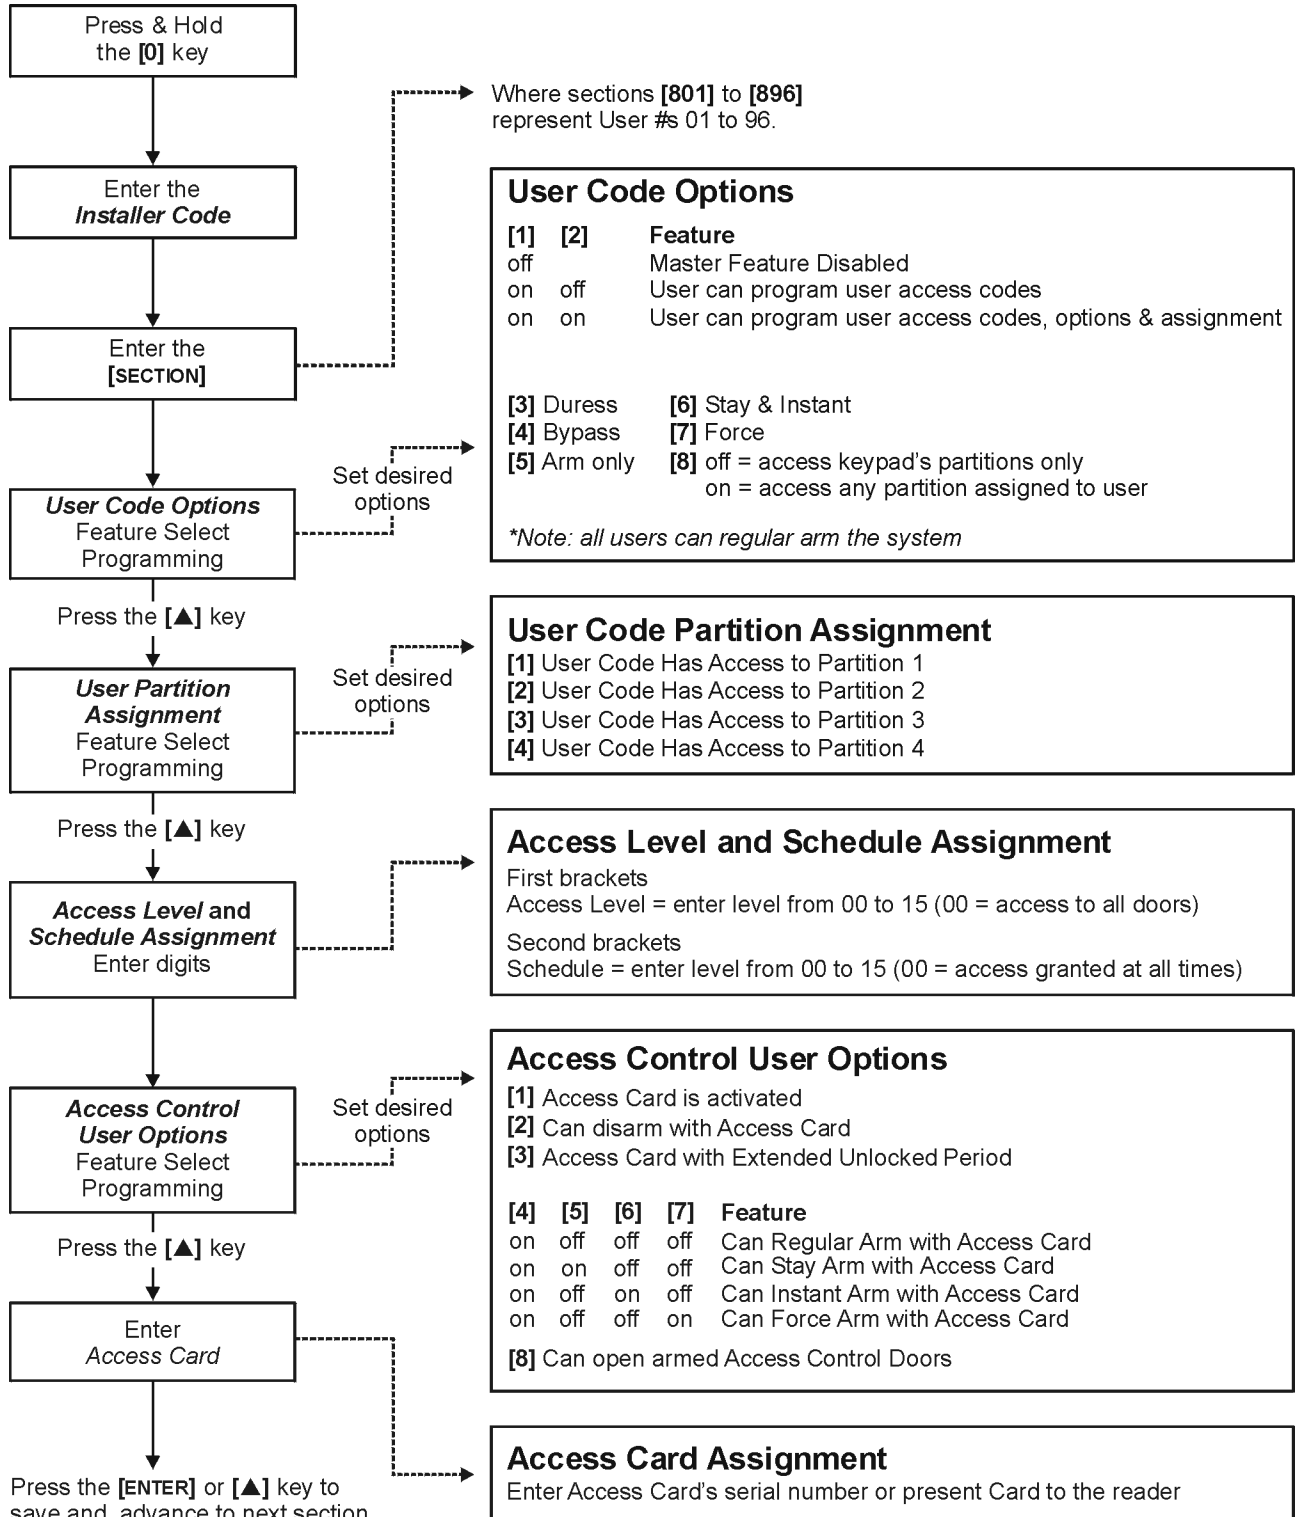 Press & Hold
the [0] key
Where sections [801] to [896]
represent User #s 01 to 96.
Enter the
Installer Code
User Code Options
[1] [2] Feature
off Master Feature Disabled
on off User can program user access codes
on on User can program user access codes, options & assignment
Enter the
[SECTION]
[3] Duress [6] Stay & Instant
[4] Bypass [7] Force
[5] Arm only [8] off = access keypad's partitions only
on = access any partition assigned to user
*Note: all users can regular arm the system
Set desired
options
User Code Options
Feature Select
Programming
Press the [▲] key
User Code Partition Assignment
[1] User Code Has Access to Partition 1
[2] User Code Has Access to Partition 2
[3] User Code Has Access to Partition 3
[4] User Code Has Access to Partition 4
Set desired
options
User Partition
Assignment
Feature Select
Programming
Press the [▲] key
Access Level and Schedule Assignment
First brackets
Access Level = enter level from 00 to 15 (00 = access to all doors)
Second brackets
Schedule = enter level from 00 to 15 (00 = access granted at all times)
Access Level and
Schedule Assignment
Enter digits
Access Control User Options
[1] Access Card is activated
[2] Can disarm with Access Card
[3] Access Card with Extended Unlocked Period
[4] [5] [6] [7] Feature
on off off off Can Regular Arm with Access Card
on on off off Can Stay Arm with Access Card
on off on off Can Instant Arm with Access Card
on off off on Can Force Arm with Access Card
[8] Can open armed Access Control Doors
Set desired
options
Access Control
User Options
Feature Select
Programming
Press the [▲] key
Enter
Access Card
Access Card Assignment
Enter Access Card's serial number or present Card to the reader
Press the [ENTER] or [▲] key to
save and advance to next section